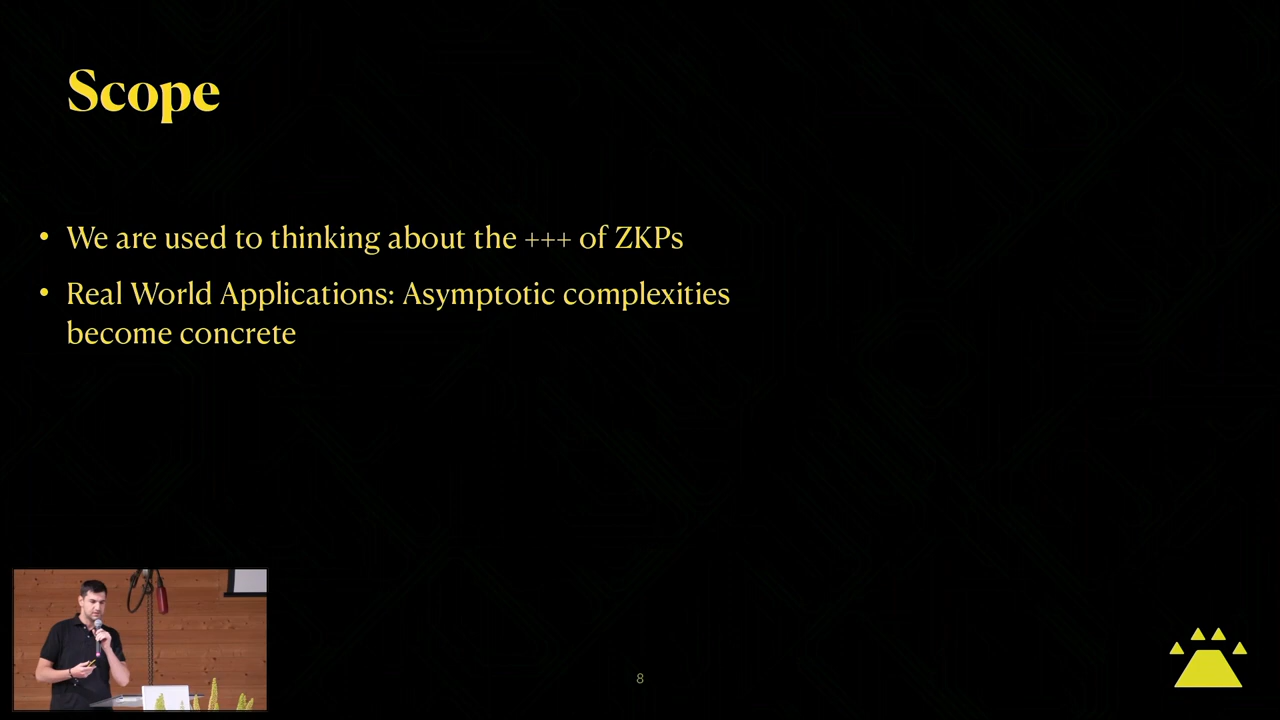 Scope
• We are used to thinking about the +++ of ZKPs
• Real World Applications: Asymptotic complexities
become concrete
8